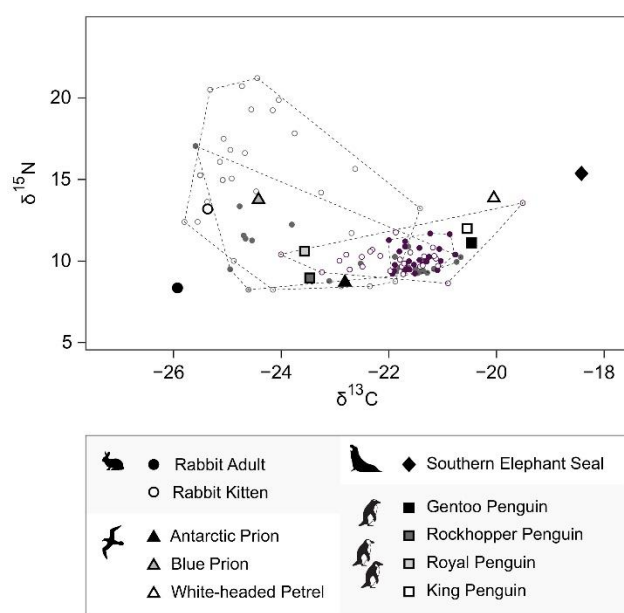 20
15
10
5
δ15N
−26 −24 −22 −20 −18
δ13C
Rabbit Adult
Rabbit Kitten
Antarctic Prion
Blue Prion
White-headed Petrel
Southern Elephant Seal
Gentoo Penguin
Rockhopper Penguin
Royal Penguin
King Penguin